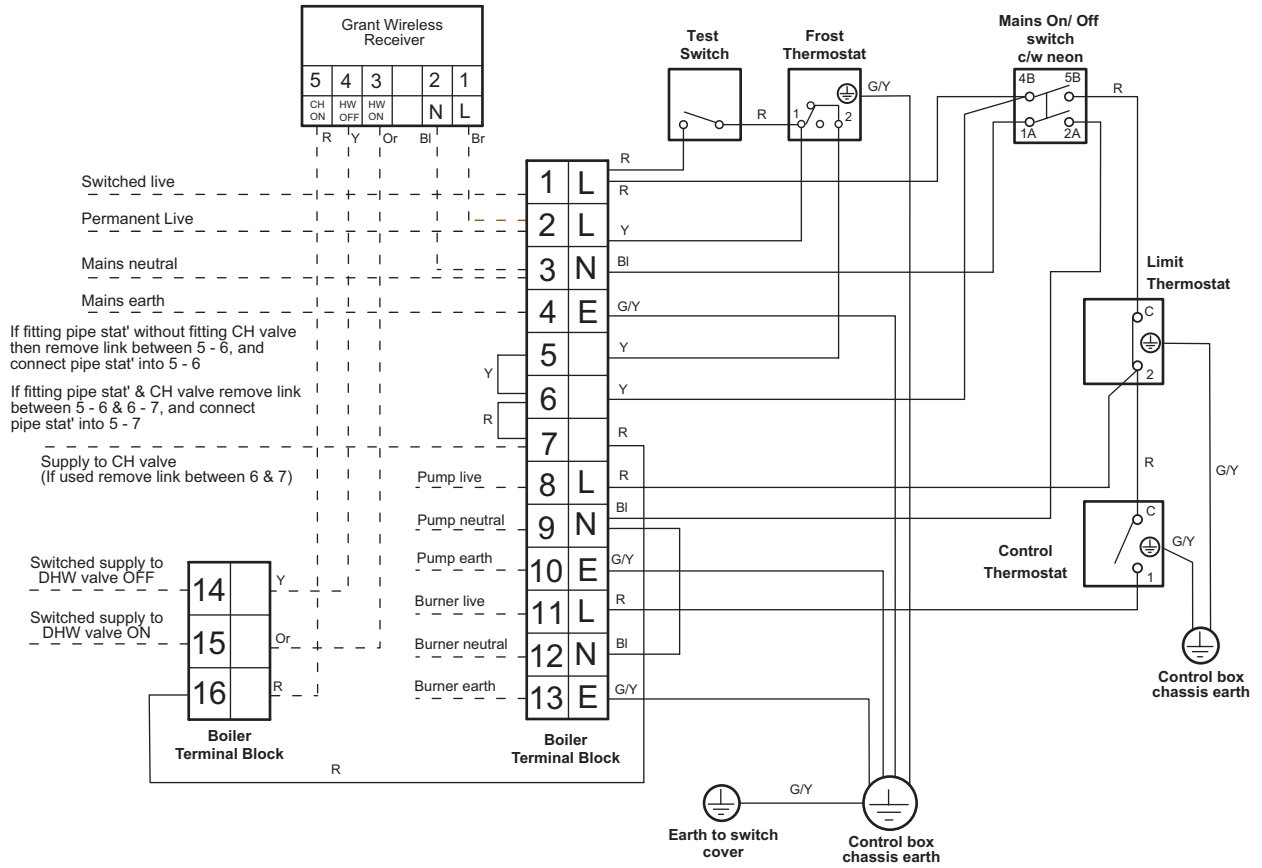 Grant Wireless
Receiver
5 4 3 2 1
CH
ON
HW
OFF
HW
ON
N L
R Y Or Bl Br
Test
Switch
Frost
Thermostat
Mains On/ Off
switch
c/w neon
4B 5B
1A 2A
R
1 2
G/Y
R
Switched live
Permanent Live
Mains neutral
Mains earth
1 L
2 L
3 N
4 E
5
6
7
8 L
9 N
10 E
11 L
12 N
13 E
R
R
Y
Bl
G/Y
Y
Y
R
R
Bl
G/Y
R
Bl
G/Y
Y
R
If fitting pipe stat' without fitting CH valve
then remove link between 5 - 6, and
connect pipe stat' into 5 - 6
If fitting pipe stat' & CH valve remove link
between 5 - 6 & 6 - 7, and connect
pipe stat' into 5 - 7
Supply to CH valve
(If used remove link between 6 & 7)
Pump live
Pump neutral
Pump earth
Burner live
Burner neutral
Burner earth
Limit
Thermostat
C
2
R
G/Y
Control
Thermostat
C
1
G/Y
Control box
chassis earth
Switched supply to
DHW valve OFF
Switched supply to
DHW valve ON
14
15
16
Y
Or
R
Boiler
Terminal Block
Boiler
Terminal Block
R
G/Y
Earth to switch
cover
Control box
chassis earth